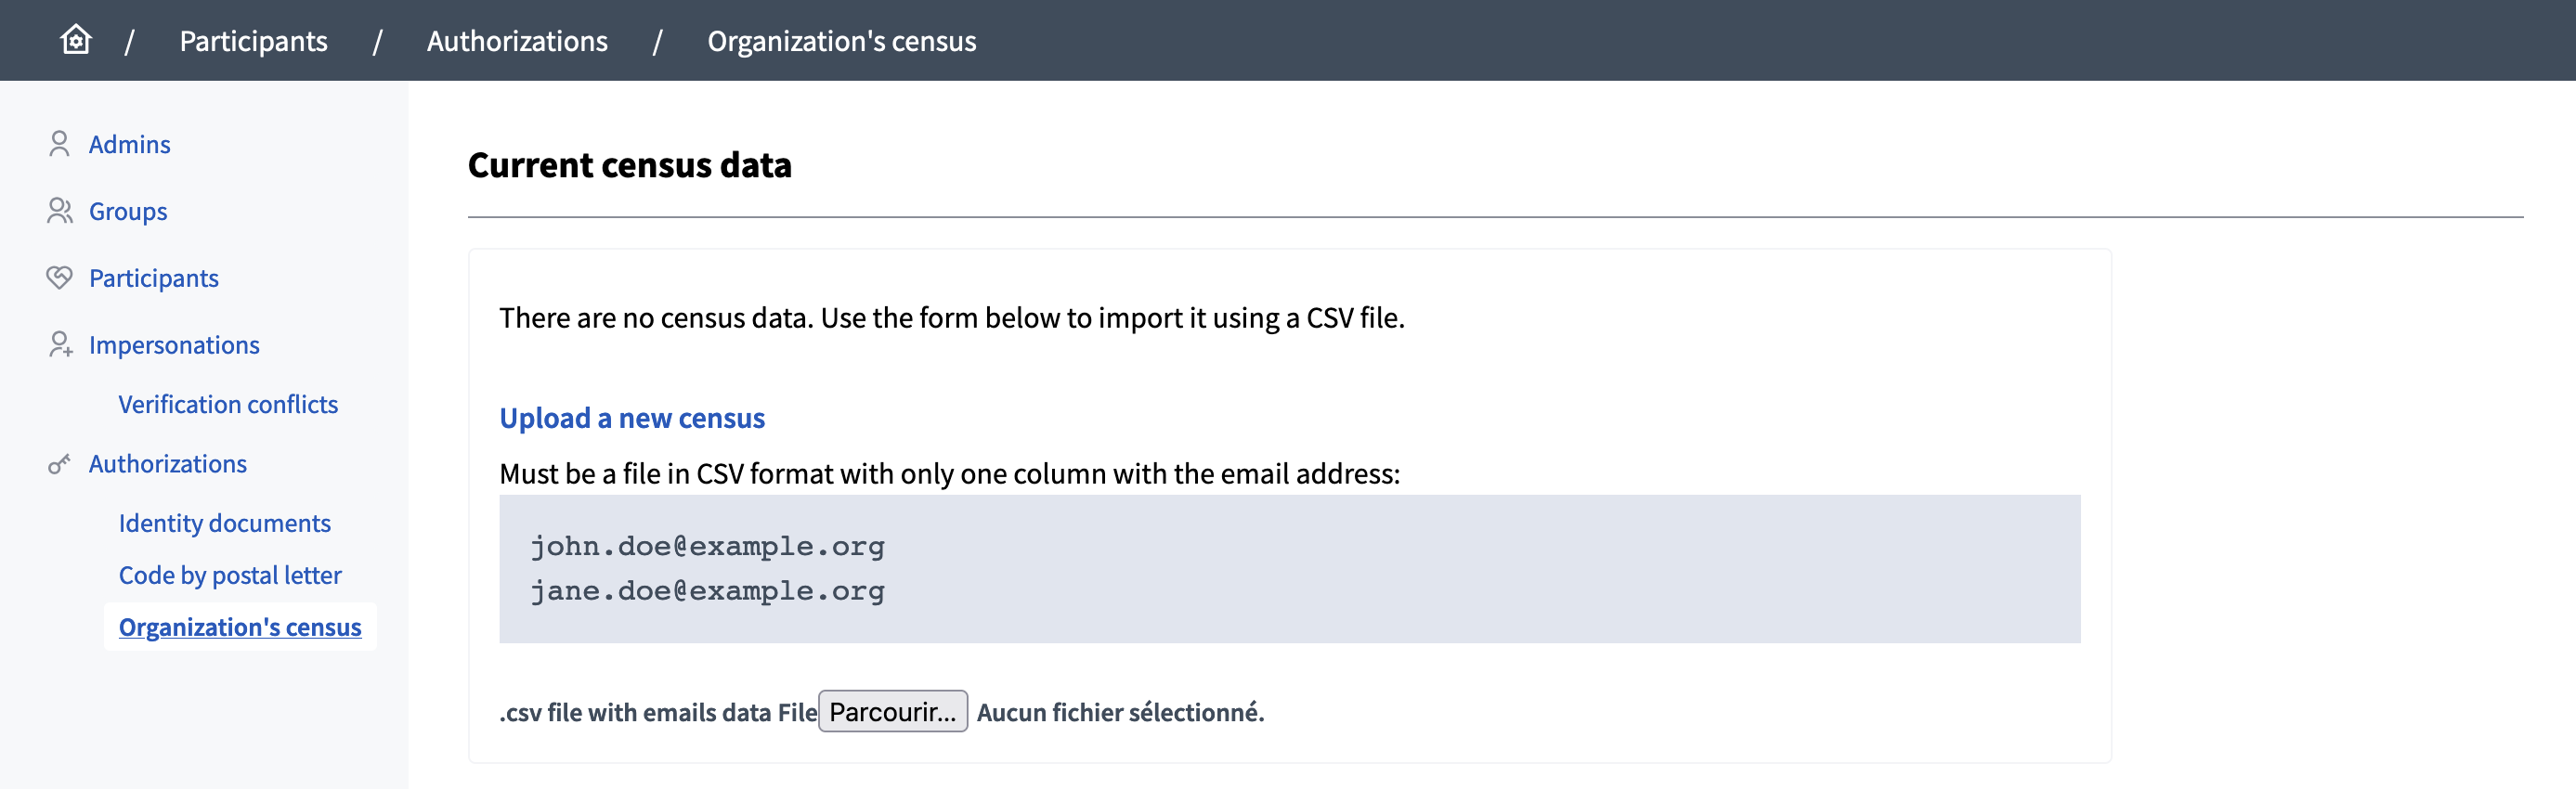 / Participants / Authorizations / Organization's census
Admins
Groups
Participants
Impersonations
Verification conflicts
Authorizations
Identity documents
Code by postal letter
Organization's census
Current census data
There are no census data. Use the form below to import it using a CSV file.
Upload a new census
Must be a file in CSV format with only one column with the email address:
john.doe@example.org
jane.doe@example.org
.csv file with emails data File Parcourir... Aucun fichier sélectionné.